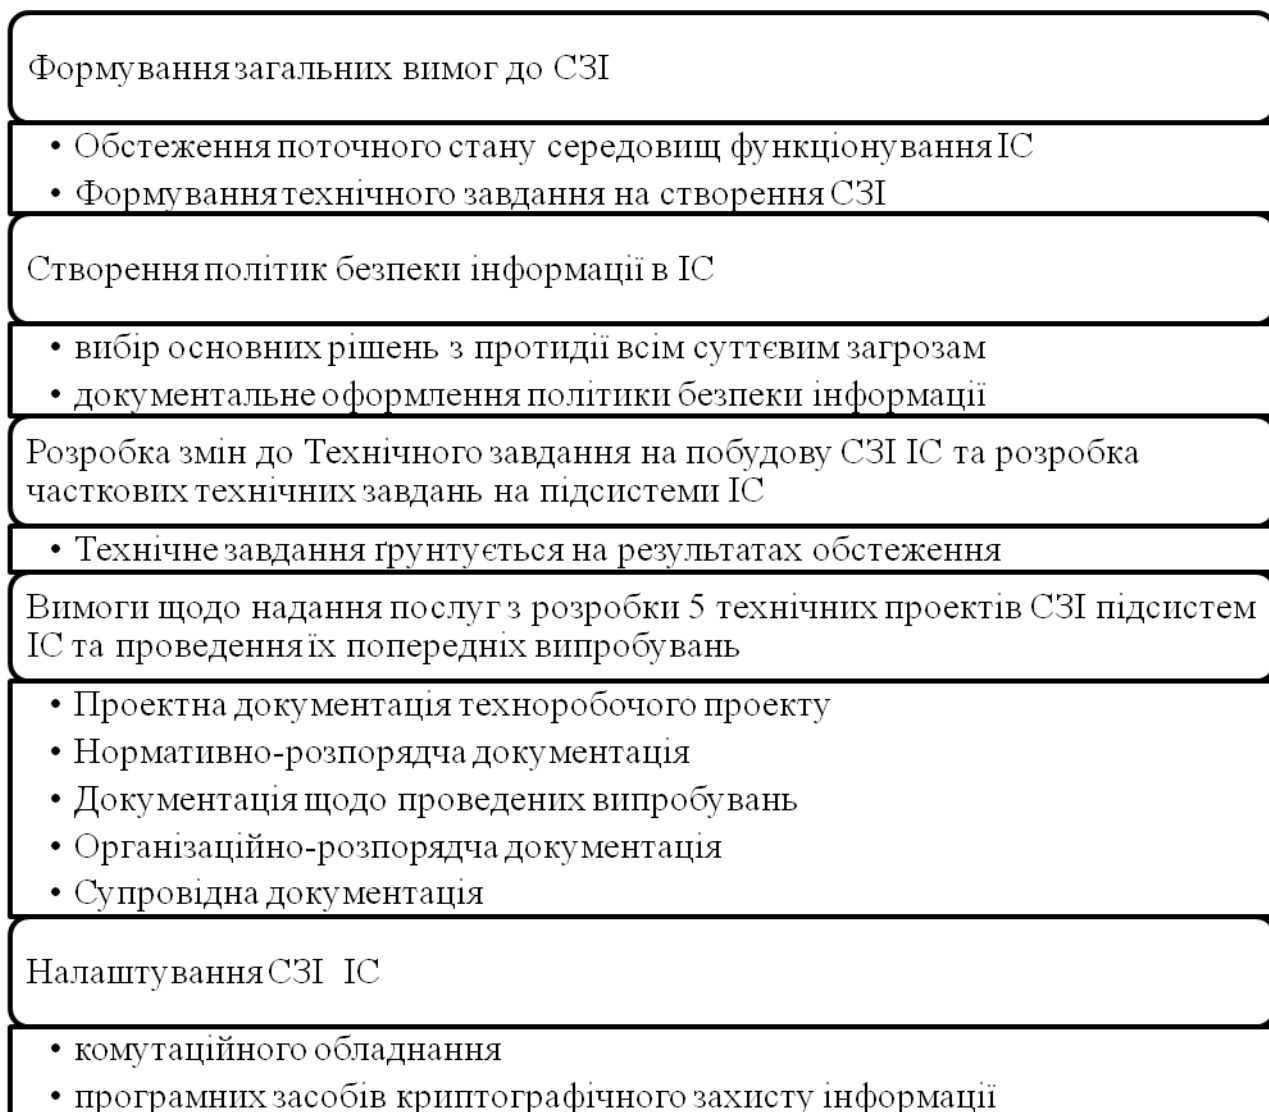 Формування загальних вимог до СЗІ
• Обстеження поточного стану середовищ функціонування ІС
• Формування технічного завдання на створення СЗІ
Створення політик безпеки інформації в ІС
• вибір основних рішень з протидії всім суттєвим загрозам
• документальне оформлення політики безпеки інформації
Розробка змін до Технічного завдання на побудову СЗІ ІС та розробка
часткових технічних завдань на підсистеми ІС
• Технічне завдання ґрунтується на результатах обстеження
Вимоги щодо надання послуг з розробки 5 технічних проектів СЗІ підсистем
ІС та проведення їх попередніх випробувань
• Проектна документація техноробочого проекту
• Нормативно-розпорядча документація
• Документація щодо проведених випробувань
• Організаційно-розпорядча документація
• Супровідна документація
Налаштування СЗІ ІС
• комутаційного обладнання
• програмних засобів криптографічного захисту інформації